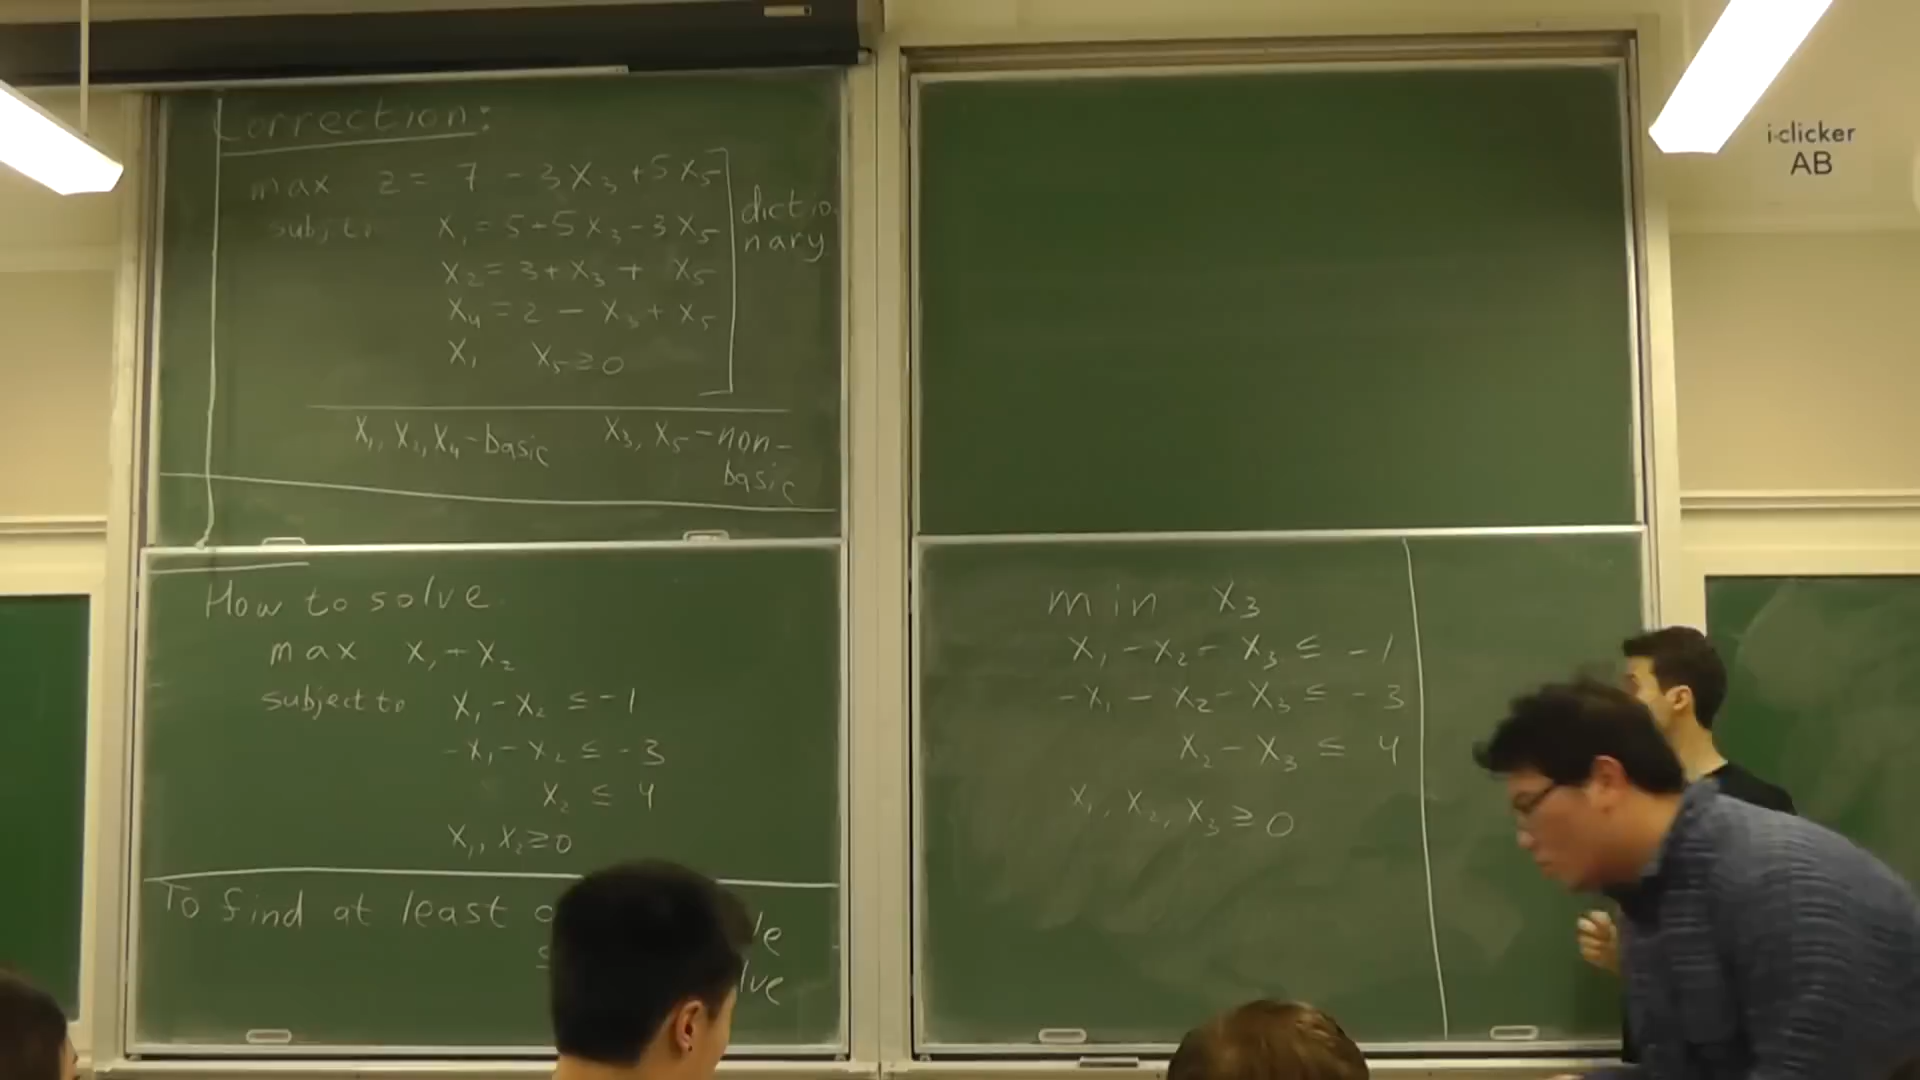 Correction:
max z = 7 - 3x₃ + 5x₅
subj. to x₁ = 5 + 5x₃ - 3x₅
x₂ = 3 + x₃ + x₅
x₄ = 2 - x₃ + x₅
x₁ x₅ ≥ 0
dictio
nary
x₁, x₂, x₄ - basic x₃, x₅ - non-
basic
How to solve
max x₁ + x₂
subject to x₁ - x₂ ≤ -1
-x₁ - x₂ ≤ -3
x₂ ≤ 4
x₁, x₂ ≥ 0
To find at least
min x₃
x₁ - x₂ - x₃ ≤ -1
-x₁ - x₂ - x₃ ≤ -3
x₂ - x₃ ≤ 4
x₁, x₂, x₃ ≥ 0
i-clicker
AB